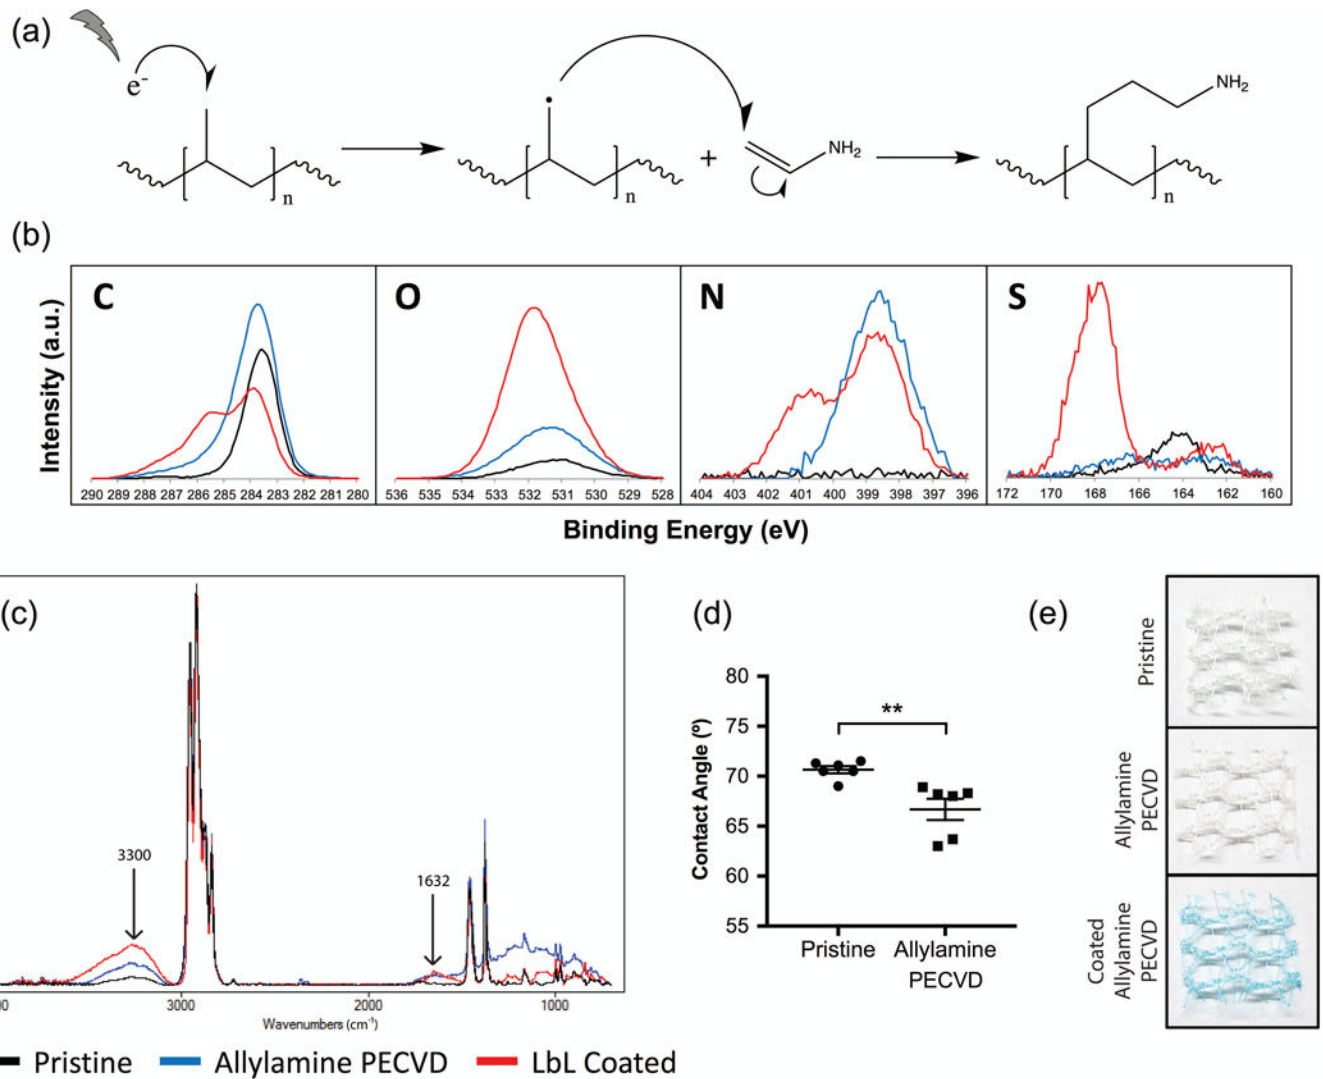 (a)
e-
n
n
+
NH2
NH2
n
(b)
C
O
N
S
Intensity (a.u.)
290 289 288 287 286 285 284 283 282 281 280
536 535 534 533 532 531 530 529 528
404 403 402 401 400 399 398 397 396
172 170 168 166 164 162 160
Binding Energy (eV)
(c)
3300
1632
00 3000 2000 1000
Wavenumbers (cm-1)
Pristine Allylamine PECVD LbL Coated
(d)
Contact Angle (º)
80
75
70
65
60
55
**
Pristine
Allylamine
PECVD
(e)
Pristine
Allylamine
PECVD
Coated
Allylamine
PECVD